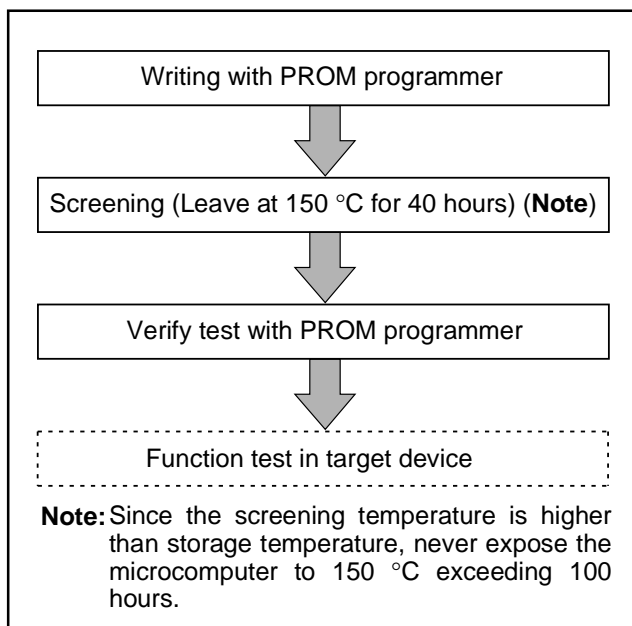 Writing with PROM programmer
Screening (Leave at 150 °C for 40 hours) (Note)
Verify test with PROM programmer
Function test in target device
Note: Since the screening temperature is higher
than storage temperature, never expose the
microcomputer to 150 °C exceeding 100
hours.